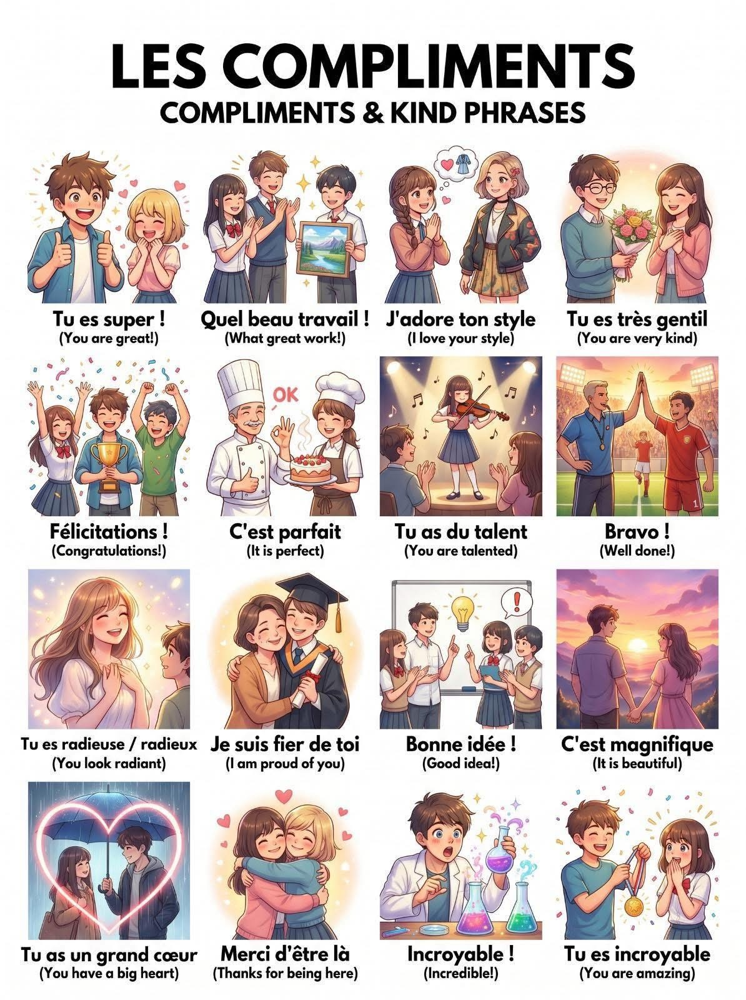 LES COMPLIMENTS
COMPLIMENTS & KIND PHRASES
Tu es super !
(You are great!)
Quel beau travail !
(What great work!)
J'adore ton style
(I love your style)
Tu es très gentil
(You are very kind)
OK
1
Félicitations !
(Congratulations!)
C'est parfait
(It is perfect)
Tu as du talent
(You are talented)
Bravo !
(Well done!)
!
Tu es radieuse / radieux
(You look radiant)
Je suis fier de toi
(I am proud of you)
Bonne idée !
(Good idea!)
C'est magnifique
(It is beautiful)
Tu as un grand cœur
(You have a big heart)
Merci d’être là
(Thanks for being here)
Incroyable !
(Incredible!)
Tu es incroyable
(You are amazing)